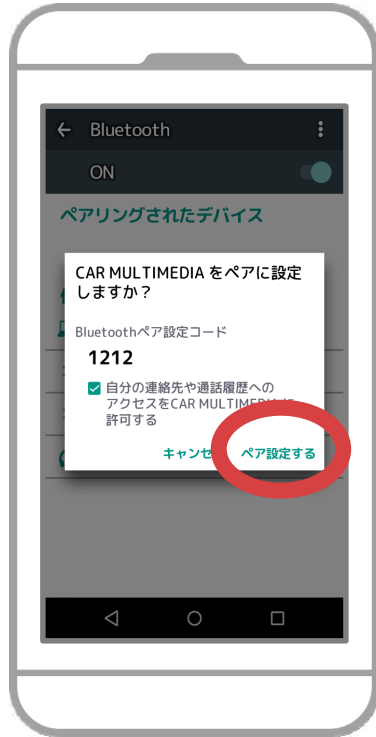 Bluetooth
ON
ペアリングされたデバイス
CAR MULTIMEDIA をペアに設定
しますか？
Bluetoothペア設定コード
1212
自分の連絡先や通話履歴への
アクセスをCAR MULTIMEDIA に
許可する
キャンセ
ペア設定する